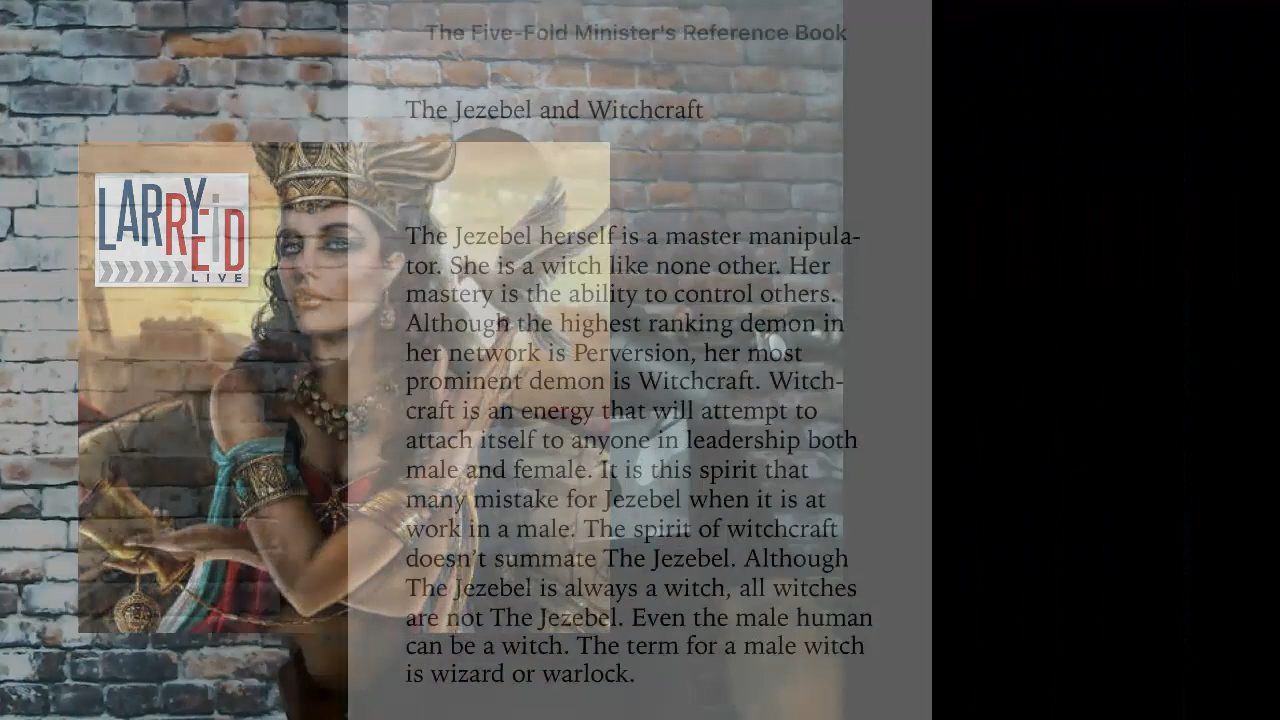 The Five-Fold Minister's Reference Book
The Jezebel and Witchcraft
LARRY REID
LIVE
The Jezebel herself is a master manipula-
tor. She is a witch like none other. Her
mastery is the ability to control others.
Although the highest ranking demon in
her network is Perversion, her most
prominent demon is Witchcraft. Witch-
craft is an energy that will attempt to
attach itself to anyone in leadership both
male and female. It is this spirit that
many mistake for Jezebel when it is at
work in a male. The spirit of witchcraft
doesn't summate The Jezebel. Although
The Jezebel is always a witch, all witches
are not The Jezebel. Even the male human
can be a witch. The term for a male witch
is wizard or warlock.